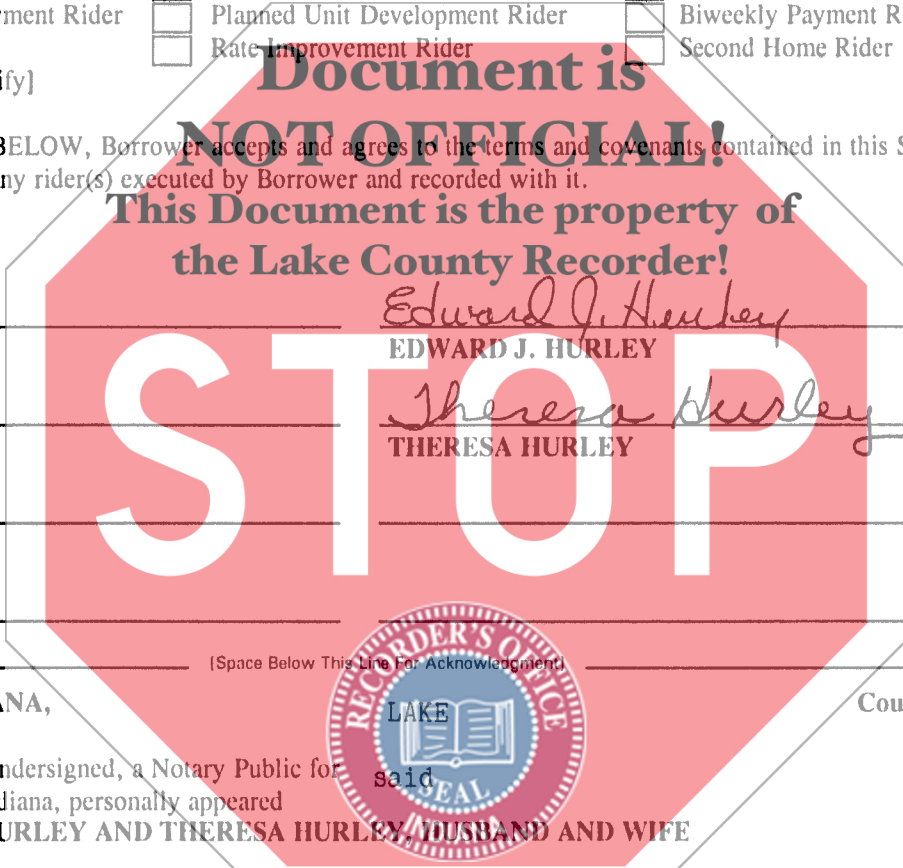 ment Rider Planned Unit Development Rider Biweekly Payment R
Rate Improvement Rider Second Home Rider
ify]
Document is
NOT OFFICIAL!
BELOW, Borrower accepts and agrees to the terms and covenants contained in this S
ny rider(s) executed by Borrower and recorded with it.
This Document is the property of
the Lake County Recorder!
Edward J. Hurley
EDWARD J. HURLEY
STOP
Theresa Hurley
THERESA HURLEY
[Space Below This Line For Acknowledgment]
RECORDER'S OFFICE
ANA, LAKE Cou
ndersigned, a Notary Public for said
diana, personally appeared
SEAL
INDIANA
URLEY AND THERESA HURLEY, HUSBAND AND WIFE